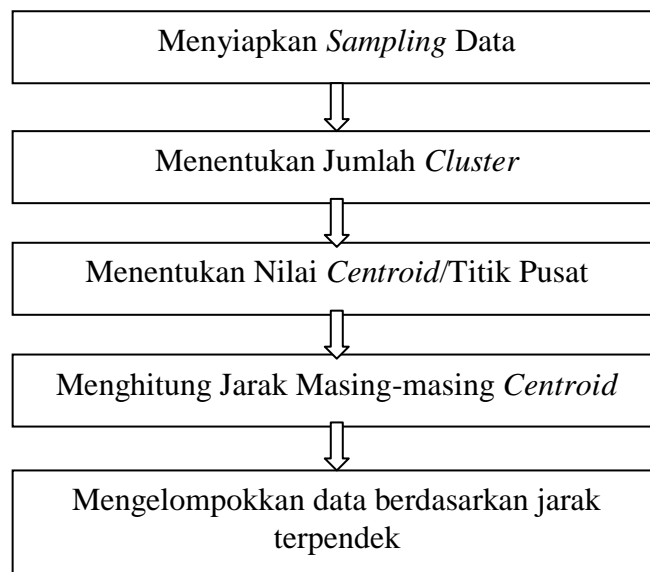 Menyiapkan Sampling Data
Menentukan Jumlah Cluster
Menentukan Nilai Centroid/Titik Pusat
Menghitung Jarak Masing-masing Centroid
Mengelompokkan data berdasarkan jarak
terpendek